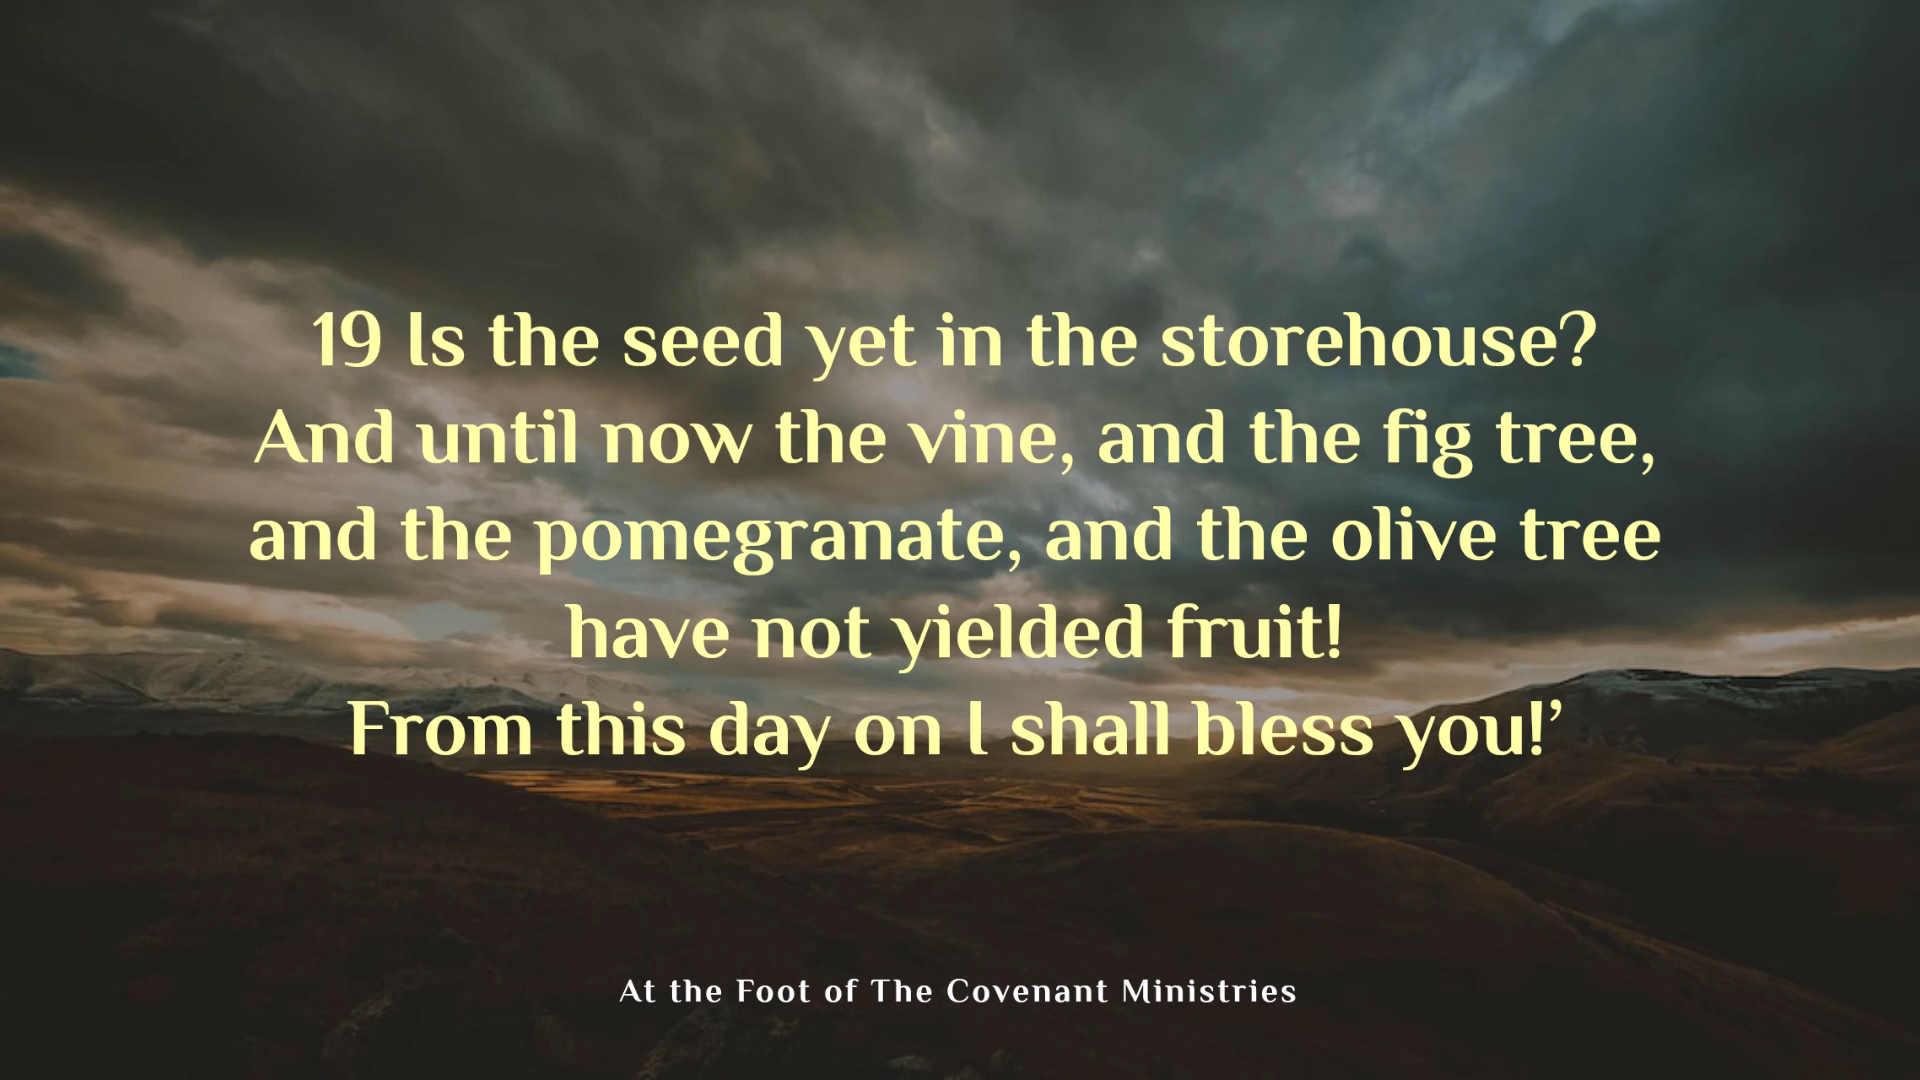 19 Is the seed yet in the storehouse?
And until now the vine, and the fig tree,
and the pomegranate, and the olive tree
have not yielded fruit!
From this day on I shall bless you!’
At the Foot of The Covenant Ministries